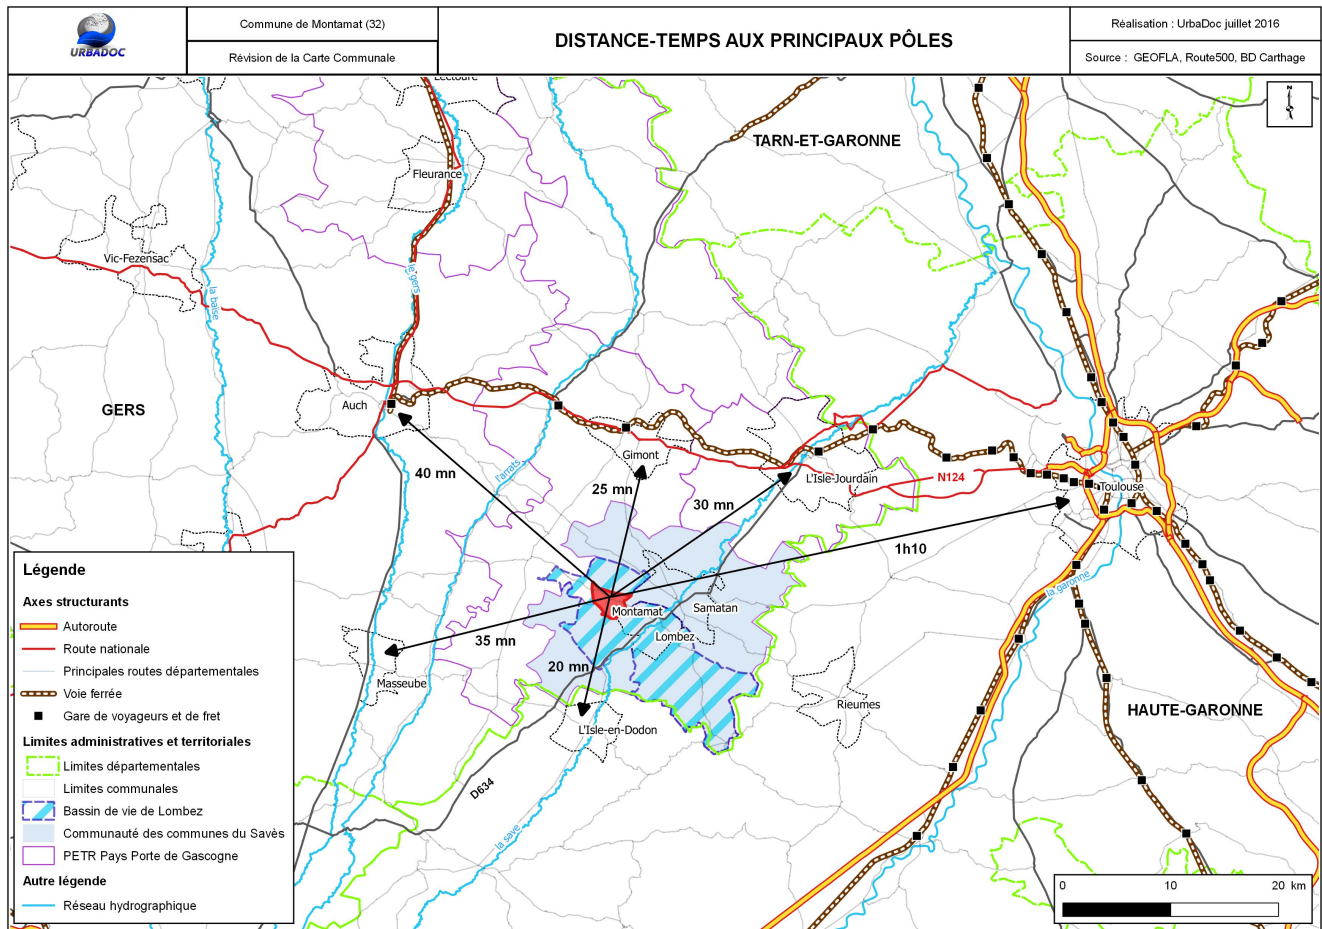 URBADOC
Commune de Montamat (32)
Révision de la Carte Communale
DISTANCE-TEMPS AUX PRINCIPAUX PÔLES
Réalisation : UrbaDoc juillet 2016
Source : GEOFLA, Route500, BD Carthage
Lectoure
N
TARN-ET-GARONNE
Fleurance
Vic-Fezensac
le gers
la baïse
GERS
Auch
Gimont
40 mn
l'arrats
25 mn
30 mn
L'Isle-Jourdain
N124
Toulouse
1h10
la garonne
Montamat
Samatan
Lombez
35 mn
20 mn
Masseube
L'Isle-en-Dodon
Rieumes
HAUTE-GARONNE
D634
la save
Légende
Axes structurants
Autoroute
Route nationale
Principales routes départementales
Voie ferrée
Gare de voyageurs et de fret
Limites administratives et territoriales
Limites départementales
Limites communales
Bassin de vie de Lombez
Communauté des communes du Savès
PETR Pays Porte de Gascogne
Autre légende
Réseau hydrographique
0 10 20 km